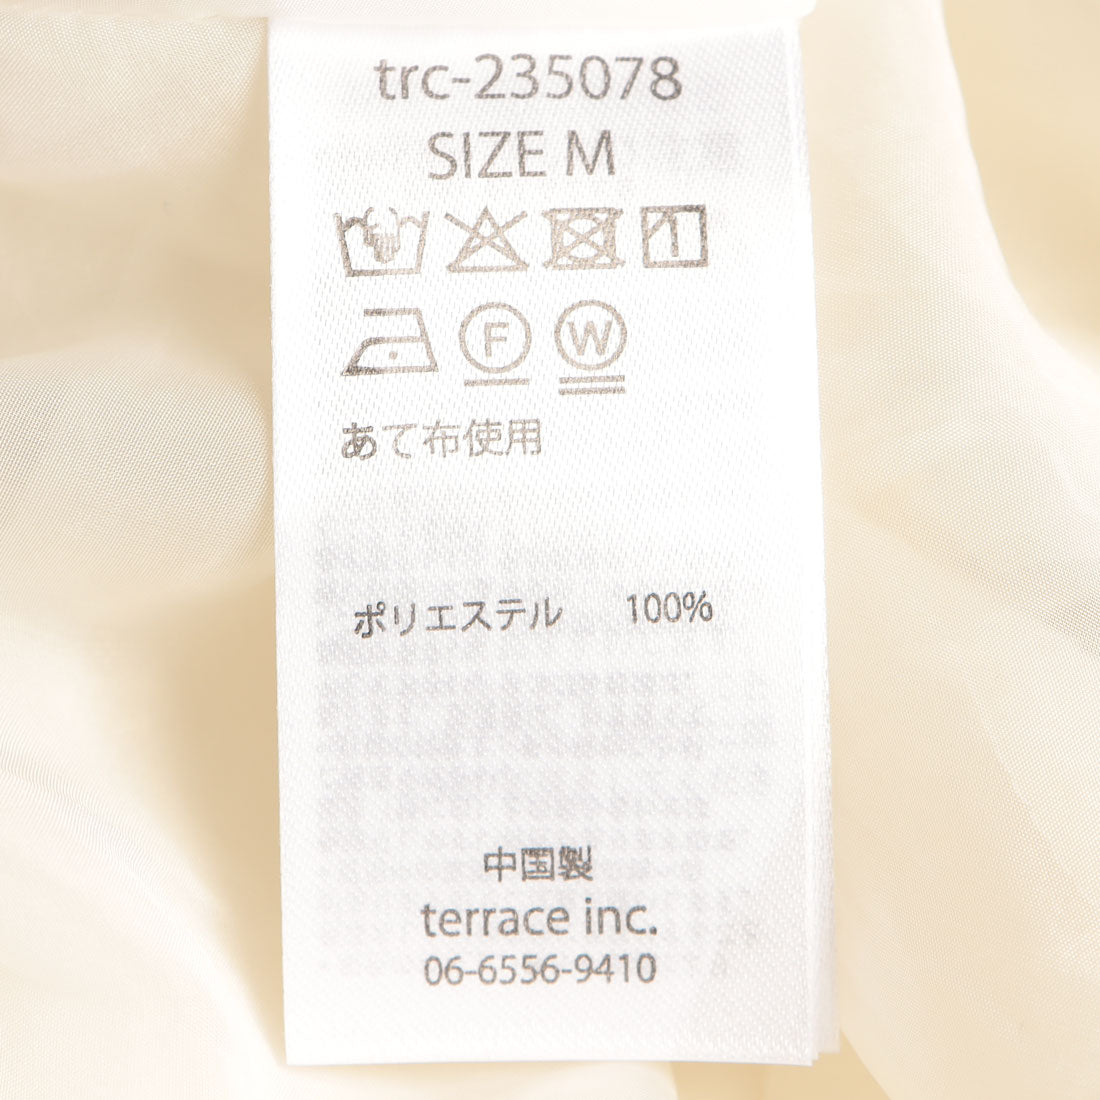 trc-235078
SIZE M
F W
あて布使用
ポリエステル 100%
中国製
terrace inc.
06-6556-9410